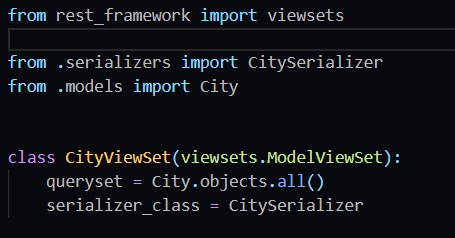 from rest_framework import viewsets
from .serializers import CitySerializer
from .models import City
class CityViewSet(viewsets.ModelViewSet):
queryset = City.objects.all()
serializer_class = CitySerializer